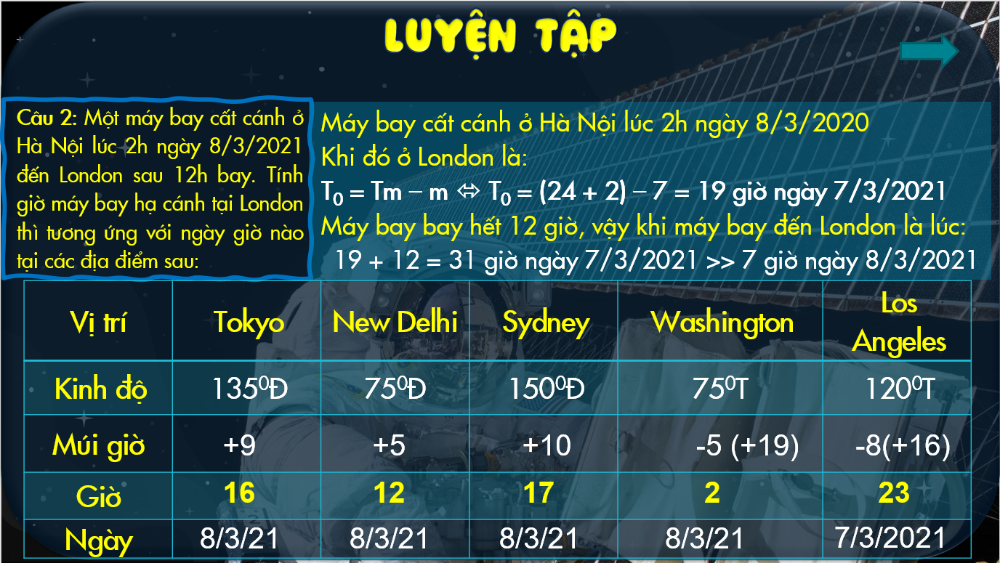 LUYỆN TẬP
Câu 2: Một máy bay cất cánh ở
Hà Nội lúc 2h ngày 8/3/2021
đến London sau 12h bay. Tính
giờ máy bay hạ cánh tại London
thì tương ứng với ngày giờ nào
tại các địa điểm sau:
Máy bay cất cánh ở Hà Nội lúc 2h ngày 8/3/2020
Khi đó ở London là:
T₀ = Tm – m ⬄ T₀ = (24 + 2) – 7 = 19 giờ ngày 7/3/2021
Máy bay bay hết 12 giờ, vậy khi máy bay đến London là lúc:
19 + 12 = 31 giờ ngày 7/3/2021 >> 7 giờ ngày 8/3/2021
Vị trí Tokyo New Delhi Sydney Washington Los Angeles
Kinh độ 135⁰Đ 75⁰Đ 150⁰Đ 75⁰T 120⁰T
Múi giờ +9 +5 +10 -5 (+19) -8(+16)
Giờ 16 12 17 2 23
Ngày 8/3/21 8/3/21 8/3/21 8/3/21 7/3/2021